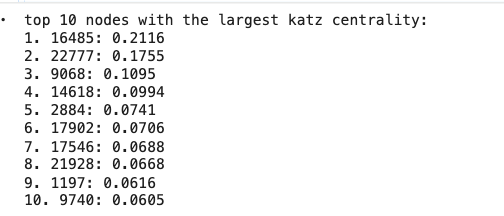 • top 10 nodes with the largest katz centrality:
1. 16485: 0.2116
2. 22777: 0.1755
3. 9068: 0.1095
4. 14618: 0.0994
5. 2884: 0.0741
6. 17902: 0.0706
7. 17546: 0.0688
8. 21928: 0.0668
9. 1197: 0.0616
10. 9740: 0.0605